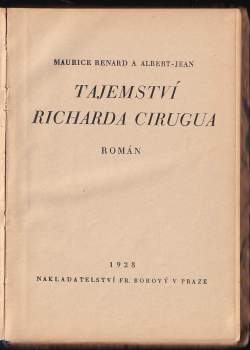 MAURICE RENARD A ALBERT-JEAN
TAJEMSTVÍ
RICHARDA CIRUGUA
ROMÁN
1928
NAKLADATELSTVÍ FR. BOROVÝ V PRAZE